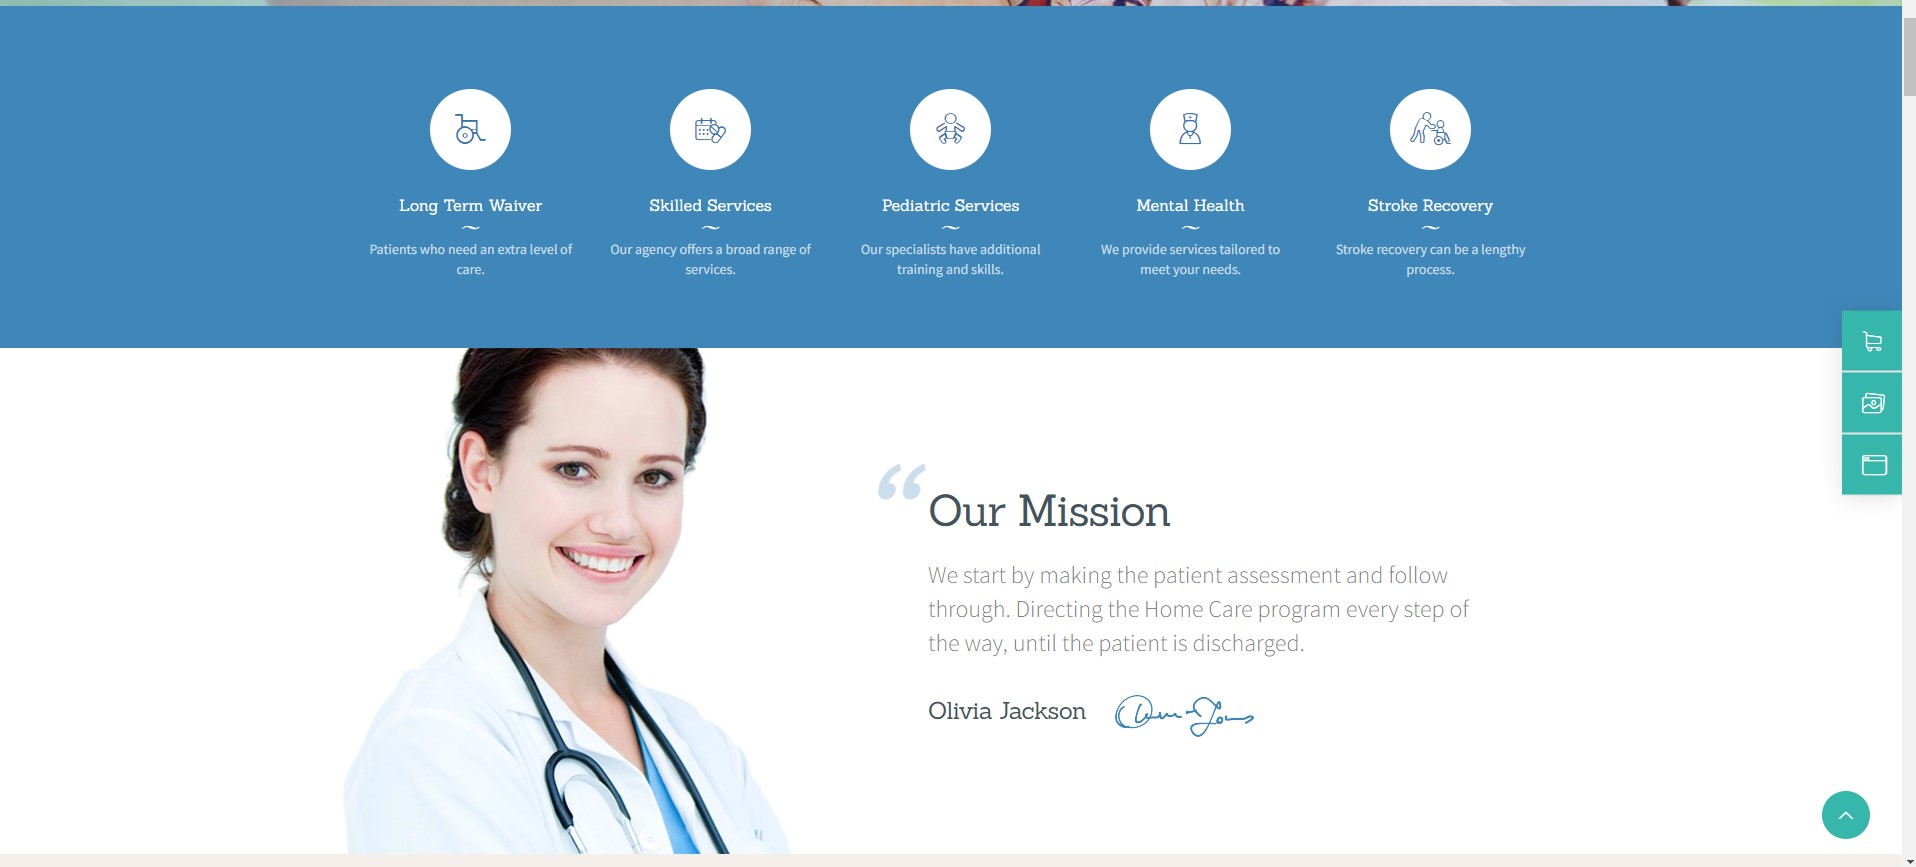 Long Term Waiver
Patients who need an extra level of
care.
Skilled Services
Our agency offers a broad range of
services.
Pediatric Services
Our specialists have additional
training and skills.
Mental Health
We provide services tailored to
meet your needs.
Stroke Recovery
Stroke recovery can be a lengthy
process.
“
Our Mission
We start by making the patient assessment and follow
through. Directing the Home Care program every step of
the way, until the patient is discharged.
Olivia Jackson